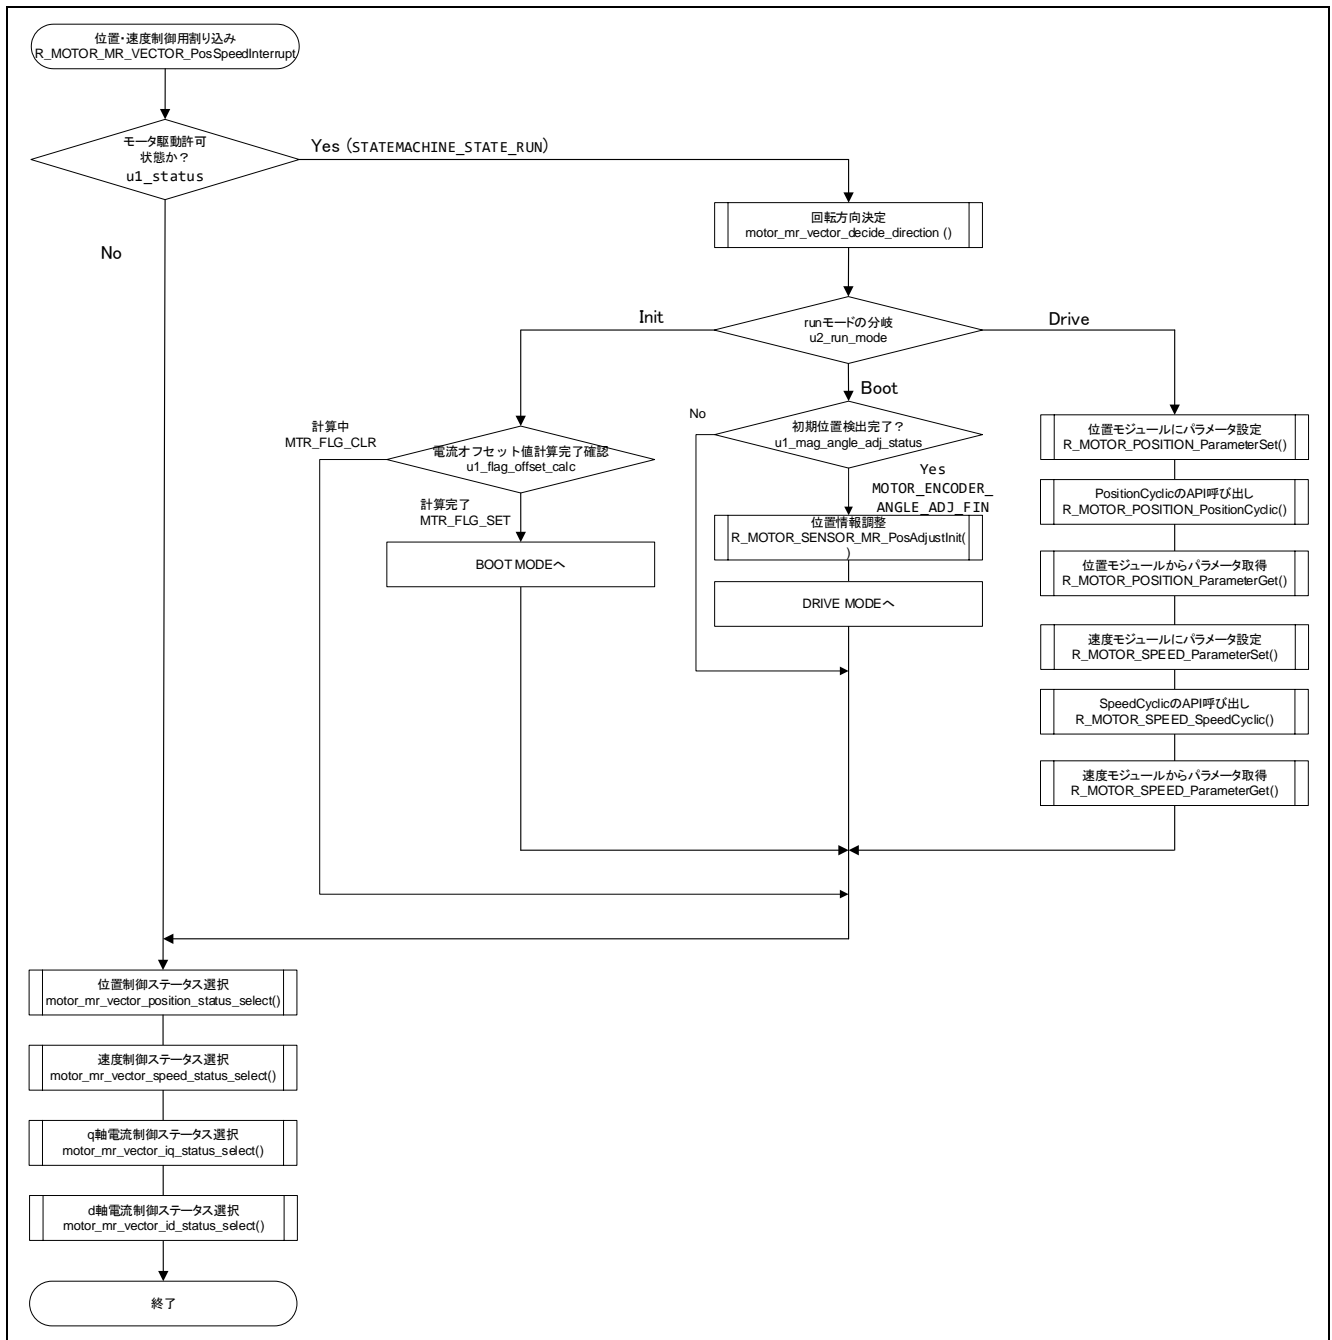 位置・速度制御用割り込み
R_MOTOR_MR_VECTOR_PosSpeedInterrupt
モータ駆動許可
状態か？
u1_status
Yes (STATEMACHINE_STATE_RUN)
No
回転方向決定
motor_mr_vector_decide_direction ()
runモードの分岐
u2_run_mode
Init
Drive
Boot
計算中
MTR_FLG_CLR
電流オフセット値計算完了確認
u1_flag_offset_calc
計算完了
MTR_FLG_SET
BOOT MODEへ
No
初期位置検出完了？
u1_mag_angle_adj_status
Yes
MOTOR_ENCODER_
ANGLE_ADJ_FIN
位置情報調整
R_MOTOR_SENSOR_MR_PosAdjustInit(
)
DRIVE MODEへ
位置モジュールにパラメータ設定
R_MOTOR_POSITION_ParameterSet()
PositionCyclicのAPI呼び出し
R_MOTOR_POSITION_PositionCyclic()
位置モジュールからパラメータ取得
R_MOTOR_POSITION_ParameterGet()
速度モジュールにパラメータ設定
R_MOTOR_SPEED_ParameterSet()
SpeedCyclicのAPI呼び出し
R_MOTOR_SPEED_SpeedCyclic()
速度モジュールからパラメータ取得
R_MOTOR_SPEED_ParameterGet()
位置制御ステータス選択
motor_mr_vector_position_status_select()
速度制御ステータス選択
motor_mr_vector_speed_status_select()
q軸電流制御ステータス選択
motor_mr_vector_iq_status_select()
d軸電流制御ステータス選択
motor_mr_vector_id_status_select()
終了